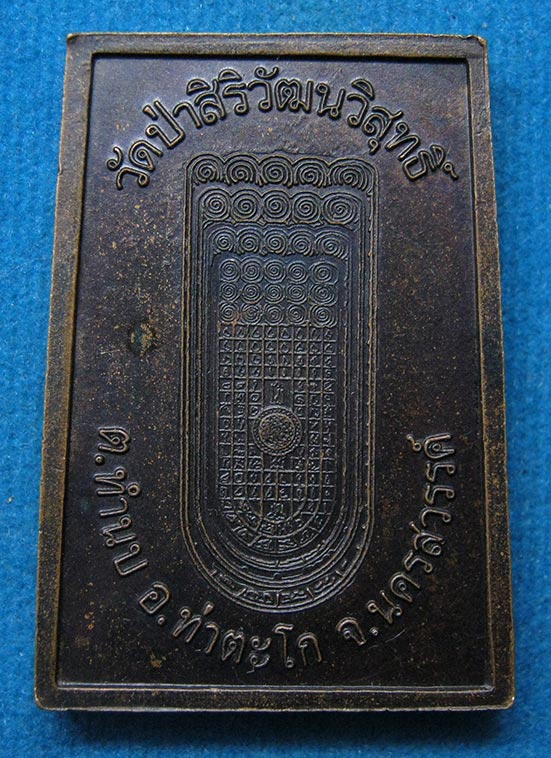 วัดป่าสิริวัฒนวิสุทธิ์
ต.ทำนบ อ.ท่าตะโก จ.นครสวรรค์